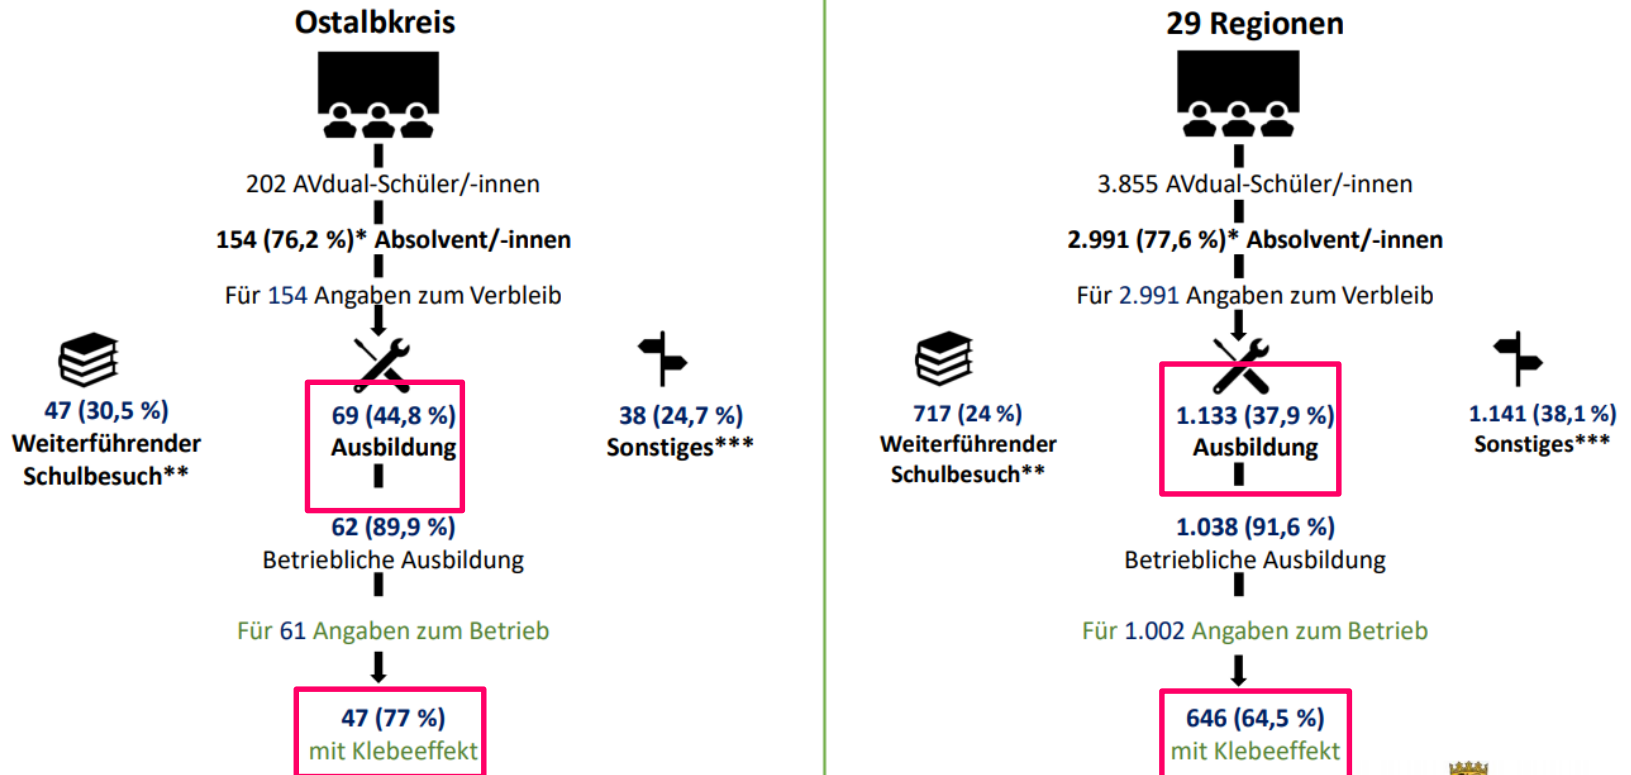 Ostalbkreis
202 AVdual-Schüler/-innen
154 (76,2 %)* Absolvent/-innen
Für 154 Angaben zum Verbleib
47 (30,5 %)
Weiterführender
Schulbesuch**
69 (44,8 %)
Ausbildung
38 (24,7 %)
Sonstiges***
62 (89,9 %)
Betriebliche Ausbildung
Für 61 Angaben zum Betrieb
47 (77 %)
mit Klebeeffekt
29 Regionen
3.855 AVdual-Schüler/-innen
2.991 (77,6 %)* Absolvent/-innen
Für 2.991 Angaben zum Verbleib
717 (24 %)
Weiterführender
Schulbesuch**
1.133 (37,9 %)
Ausbildung
1.141 (38,1 %)
Sonstiges***
1.038 (91,6 %)
Betriebliche Ausbildung
Für 1.002 Angaben zum Betrieb
646 (64,5 %)
mit Klebeeffekt